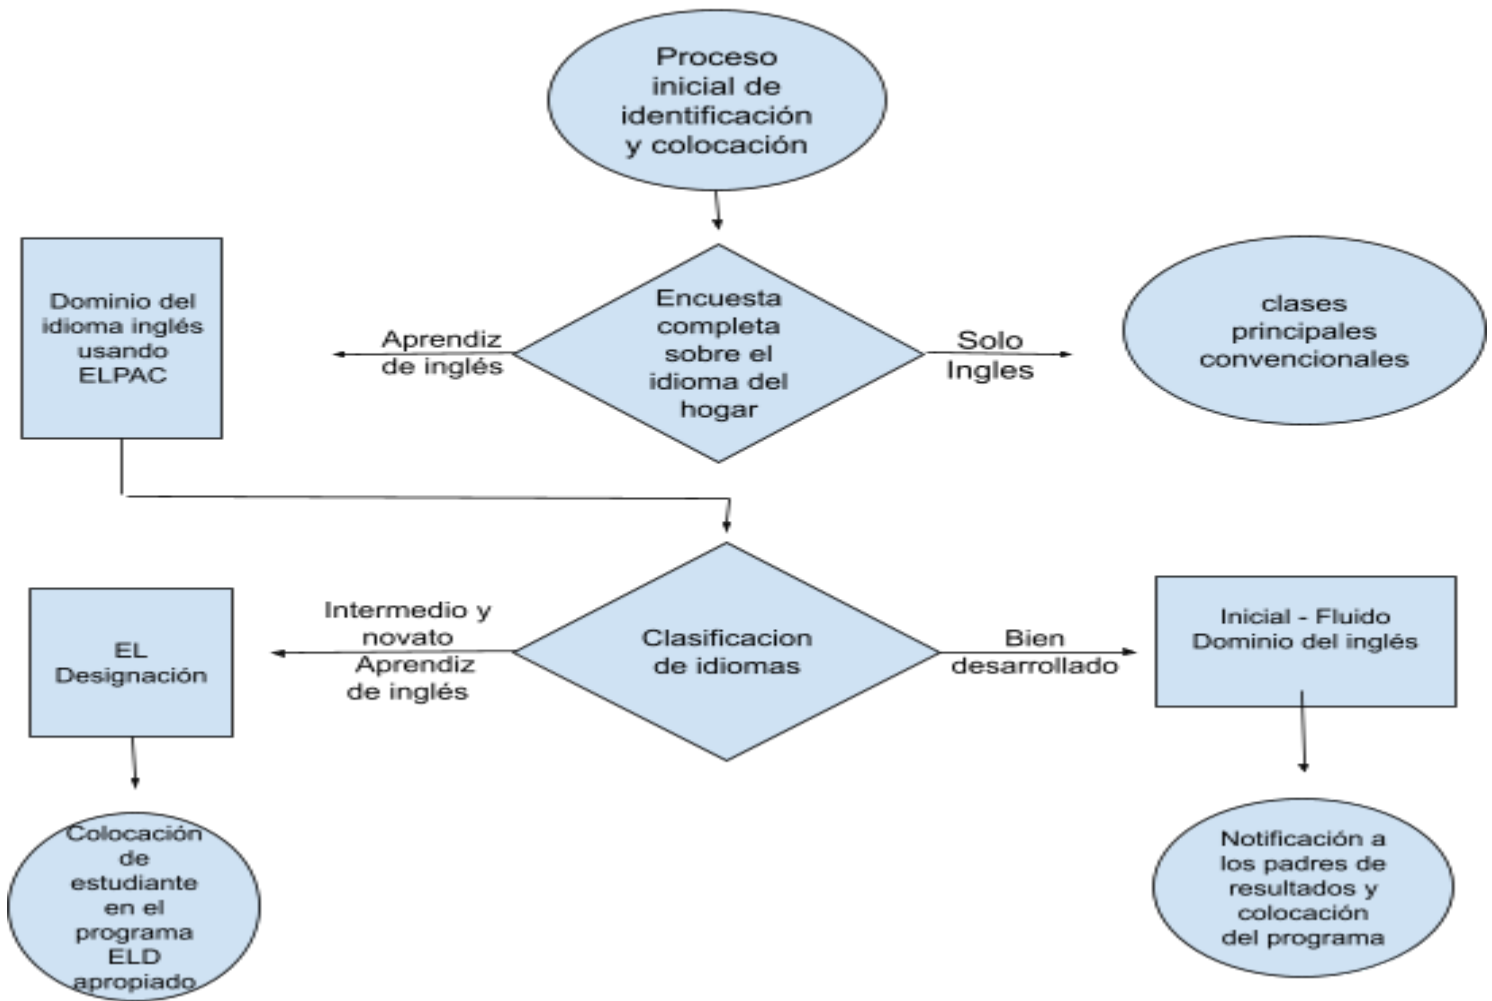 Proceso
inicial de
identificación
y colocación
Dominio del
idioma inglés
usando
ELPAC
Aprendiz
de inglés
Encuesta
completa
sobre el
idioma del
hogar
Solo
Ingles
clases
principales
convencionales
EL
Designación
Intermedio y
novato
Aprendiz
de inglés
Clasificacion
de idiomas
Bien
desarrollado
Inicial - Fluido
Dominio del inglés
Colocación
de
estudiante
en el
programa
ELD
apropiado
Notificación a
los padres de
resultados y
colocación
del programa